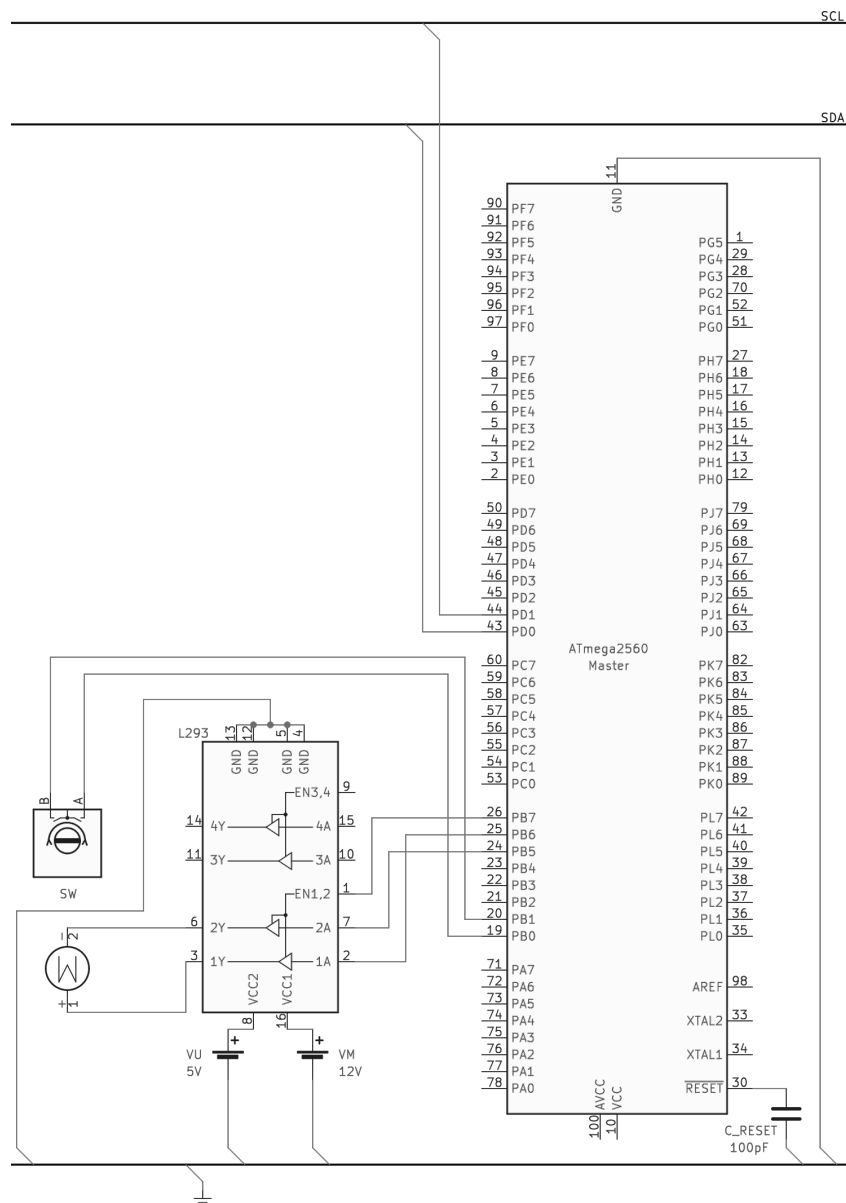 SCL
SDA
11
GND
90 PF7
91 PF6
92 PF5
93 PF4
94 PF3
95 PF2
96 PF1
97 PF0
PG5 1
PG4 29
PG3 28
PG2 70
PG1 52
PG0 51
9 PE7
8 PE6
7 PE5
6 PE4
5 PE3
4 PE2
3 PE1
2 PE0
PH7 27
PH6 18
PH5 17
PH4 16
PH3 15
PH2 14
PH1 13
PH0 12
50 PD7
49 PD6
48 PD5
47 PD4
46 PD3
45 PD2
44 PD1
43 PD0
PJ7 79
PJ6 69
PJ5 68
PJ4 67
PJ3 66
PJ2 65
PJ1 64
PJ0 63
ATmega2560
Master
60 PC7
59 PC6
58 PC5
57 PC4
56 PC3
55 PC2
54 PC1
53 PC0
PK7 82
PK6 83
PK5 84
PK4 85
PK3 86
PK2 87
PK1 88
PK0 89
26 PB7
25 PB6
24 PB5
23 PB4
22 PB3
21 PB2
20 PB1
19 PB0
PL7 42
PL6 41
PL5 40
PL4 39
PL3 38
PL2 37
PL1 36
PL0 35
71 PA7
72 PA6
73 PA5
74 PA4
75 PA3
76 PA2
77 PA1
78 PA0
AREF 98
XTAL2 33
XTAL1 34
RESET 30
100 AVCC
10 VCC
C_RESET
100pF
L293
13 GND
12 GND
5 GND
4 GND
EN3,4 9
14 4Y 4A 15
11 3Y 3A 10
EN1,2 1
6 2Y 2A 7
3 1Y 1A 2
8 VCC2
16 VCC1
B A
SW
- 2
M
+ 1
+
VU
5V
+
VM
12V